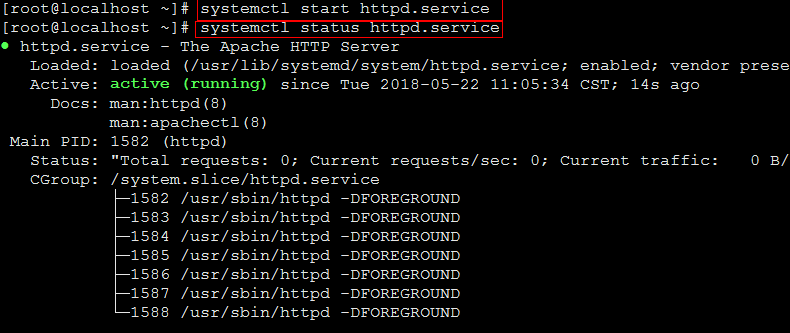 [root@localhost ~]# systemctl start httpd.service
[root@localhost ~]# systemctl status httpd.service
● httpd.service - The Apache HTTP Server
   Loaded: loaded (/usr/lib/systemd/system/httpd.service; enabled; vendor prese
   Active: active (running) since Tue 2018-05-22 11:05:34 CST; 14s ago
     Docs: man:httpd(8)
           man:apachectl(8)
 Main PID: 1582 (httpd)
   Status: "Total requests: 0; Current requests/sec: 0; Current traffic:   0 B/
   CGroup: /system.slice/httpd.service
           ├─1582 /usr/sbin/httpd -DFOREGROUND
           ├─1583 /usr/sbin/httpd -DFOREGROUND
           ├─1584 /usr/sbin/httpd -DFOREGROUND
           ├─1585 /usr/sbin/httpd -DFOREGROUND
           ├─1586 /usr/sbin/httpd -DFOREGROUND
           ├─1587 /usr/sbin/httpd -DFOREGROUND
           └─1588 /usr/sbin/httpd -DFOREGROUND